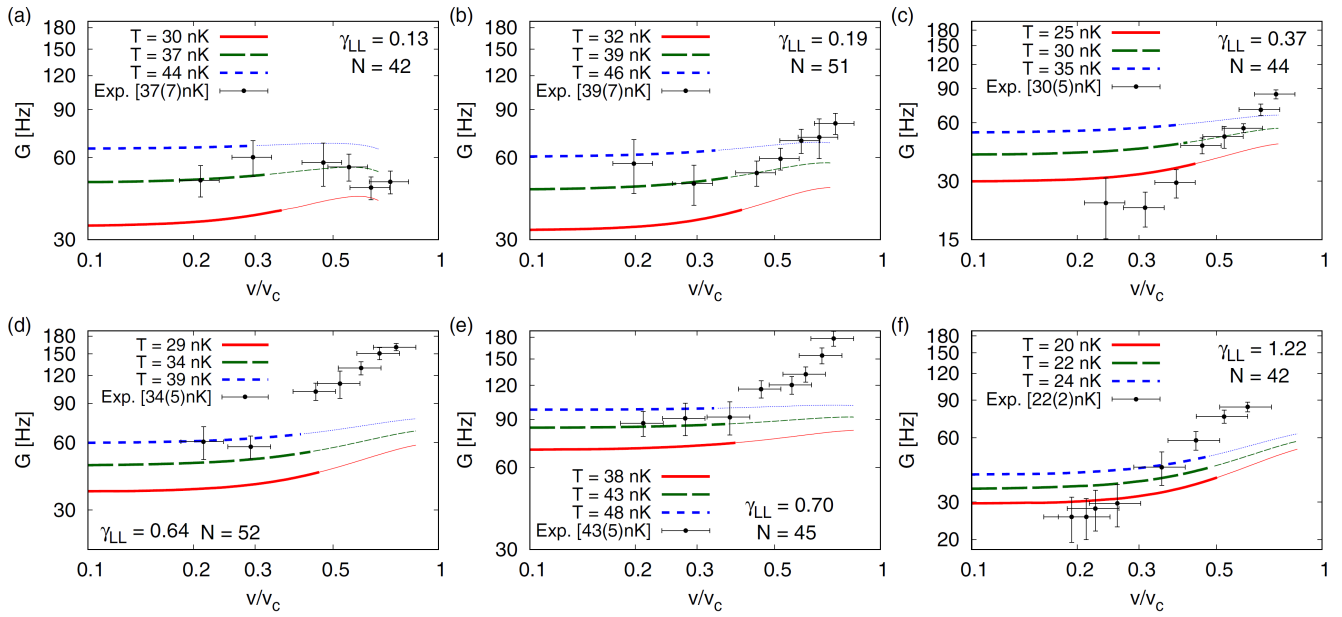 (a)
180
150
90
60
30
G [Hz]
T = 30 nK
T = 37 nK
T = 44 nK
Exp. [37(7)nK]
γLL = 0.13
N = 42
0.1 0.2 0.3 0.5 1
v/vc
(b)
180
150
90
60
30
G [Hz]
T = 32 nK
T = 39 nK
T = 46 nK
Exp. [39(7)nK]
γLL = 0.19
N = 51
0.1 0.2 0.3 0.5 1
v/vc
(c)
180
150
90
60
30
15
G [Hz]
T = 25 nK
T = 30 nK
T = 35 nK
Exp. [30(5)nK]
γLL = 0.37
N = 44
0.1 0.2 0.3 0.5 1
v/vc
(d)
180
150
120
90
60
30
G [Hz]
T = 29 nK
T = 34 nK
T = 39 nK
Exp. [34(5)nK]
γLL = 0.64 N = 52
0.1 0.2 0.3 0.5 1
v/vc
(e)
180
150
120
90
60
30
G [Hz]
T = 38 nK
T = 43 nK
T = 48 nK
Exp. [43(5)nK]
γLL = 0.70
N = 45
0.1 0.2 0.3 0.5 1
v/vc
(f)
180
150
90
60
30
20
G [Hz]
T = 20 nK
T = 22 nK
T = 24 nK
Exp. [22(2)nK]
γLL = 1.22
N = 42
0.1 0.2 0.3 0.5 1
v/vc